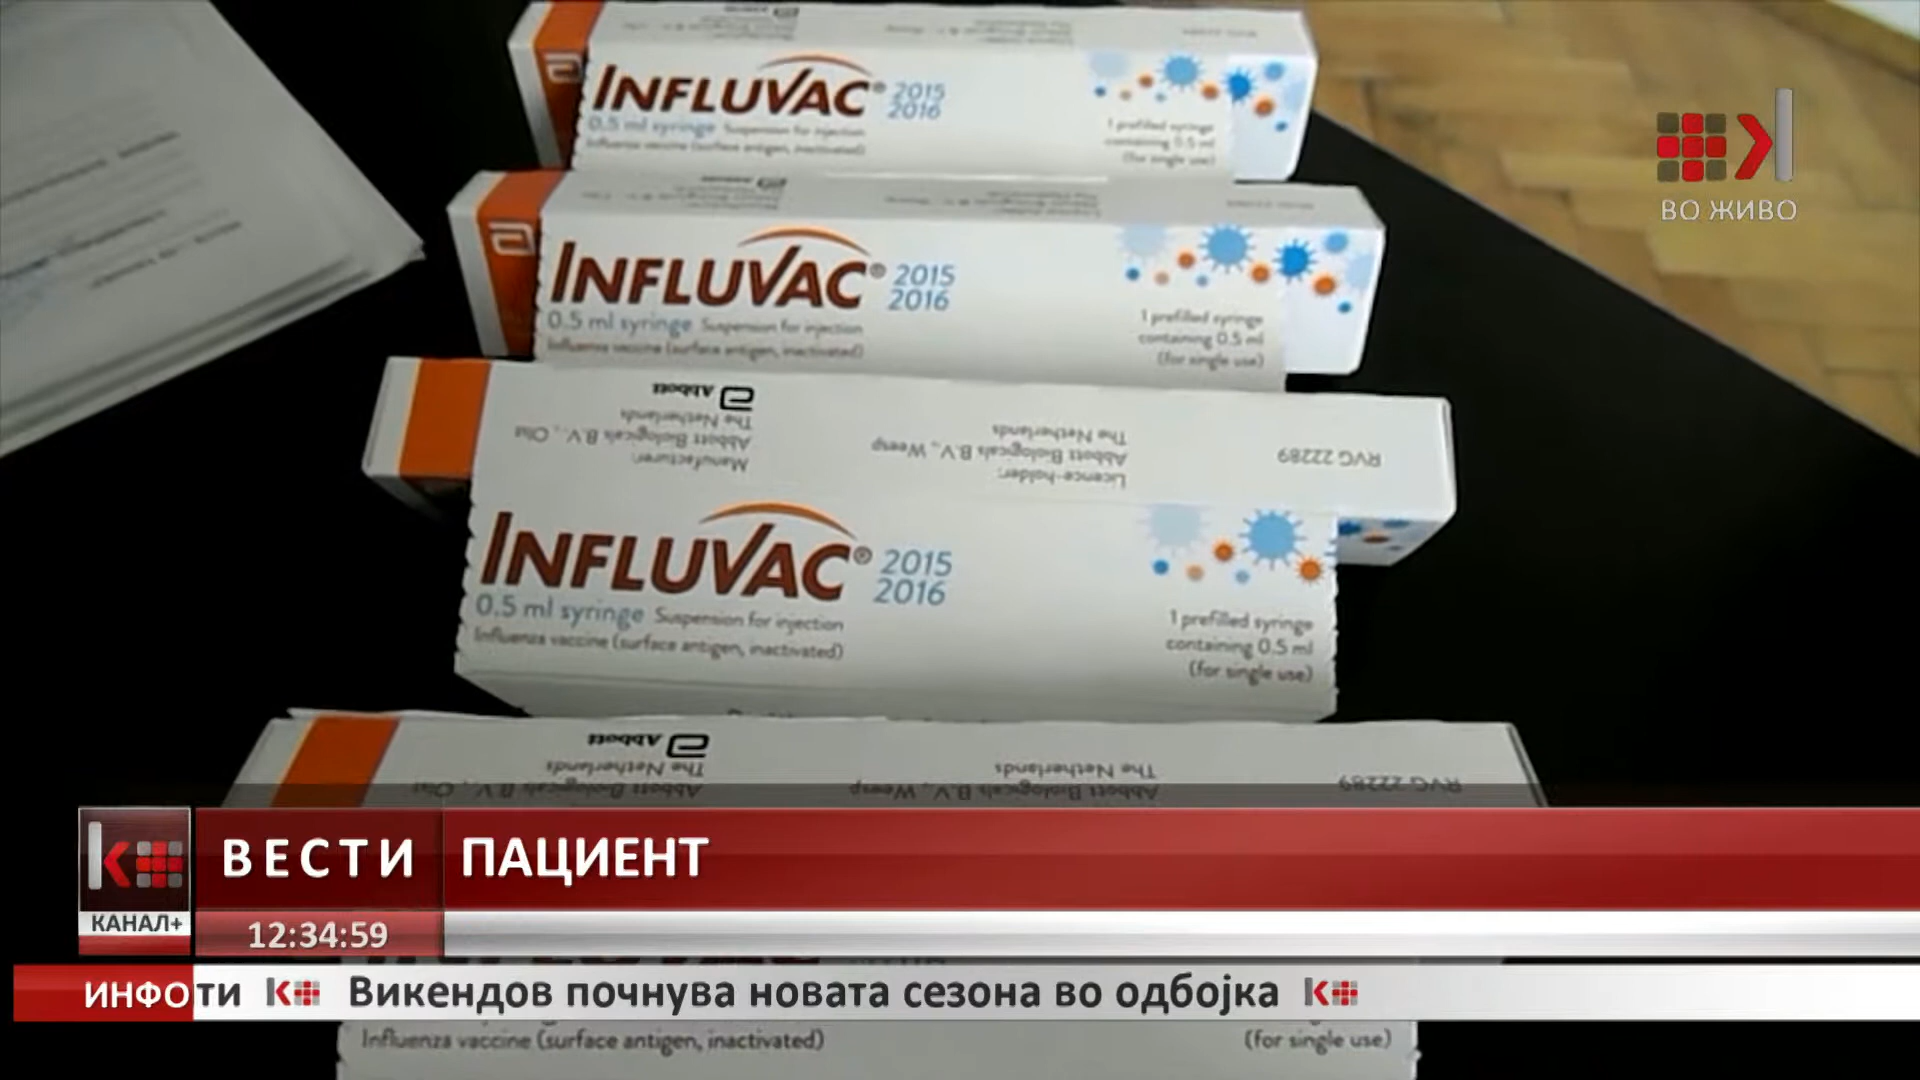 INFLUVAC® 2015
2016
0.5 ml syringe Suspension for injection
Influenza vaccine (surface antigen, inactivated)
1 prefilled syringe
containing 0.5 ml
(for single use)
ВО ЖИВО
INFLUVAC® 2015
2016
0.5 ml syringe Suspension for injection
Influenza vaccine (surface antigen, inactivated)
1 prefilled syringe
containing 0.5 ml
(for single use)
Manufacturer:
Abbott Biologicals B.V., Olst
The Netherlands
Abbott
Licence-holder:
Abbott Biologicals B.V., Weesp
The Netherlands
RVG 22289
INFLUVAC® 2015
2016
0.5 ml syringe Suspension for injection
Influenza vaccine (surface antigen, inactivated)
1 prefilled syringe
containing 0.5 ml
(for single use)
Abbott Biologicals B.V., Olst
The Netherlands
Abbott
Abbott Biologicals B.V., Weesp
The Netherlands
RVG 22289
ВЕСТИ ПАЦИЕНТ
КАНАЛ+
12:34:59
ИНФО ти Викендов почнува новата сезона во одбојка
Influenza vaccine (surface antigen, inactivated)
(for single use)